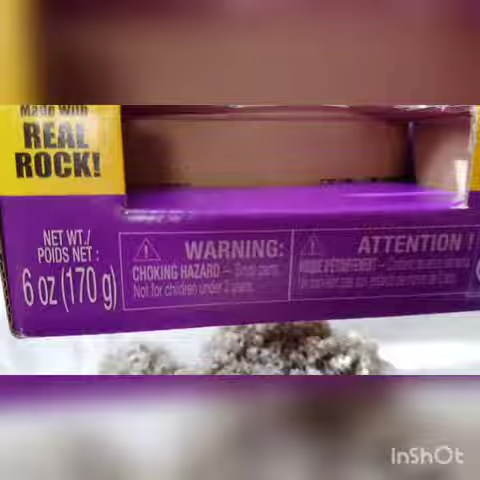 Made With
REAL
ROCK!
NET WT./
POIDS NET :
6 oz (170 g)
WARNING:
CHOKING HAZARD – Small parts.
Not for children under 3 years.
ATTENTION !
InShOt